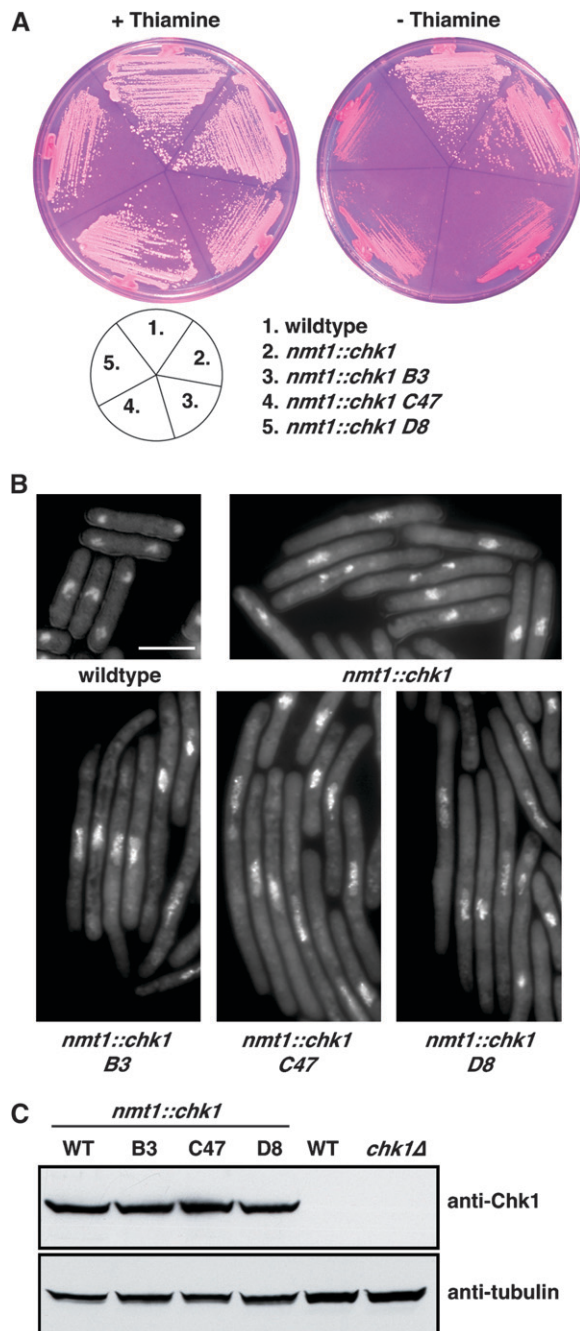 A
+ Thiamine - Thiamine
1.
2.
3.
4.
5.
1. wildtype
2. nmt1::chk1
3. nmt1::chk1 B3
4. nmt1::chk1 C47
5. nmt1::chk1 D8
B
wildtype nmt1::chk1
nmt1::chk1 nmt1::chk1 nmt1::chk1
B3 C47 D8
C
nmt1::chk1
WT B3 C47 D8 WT chk1Δ
anti-Chk1
anti-tubulin